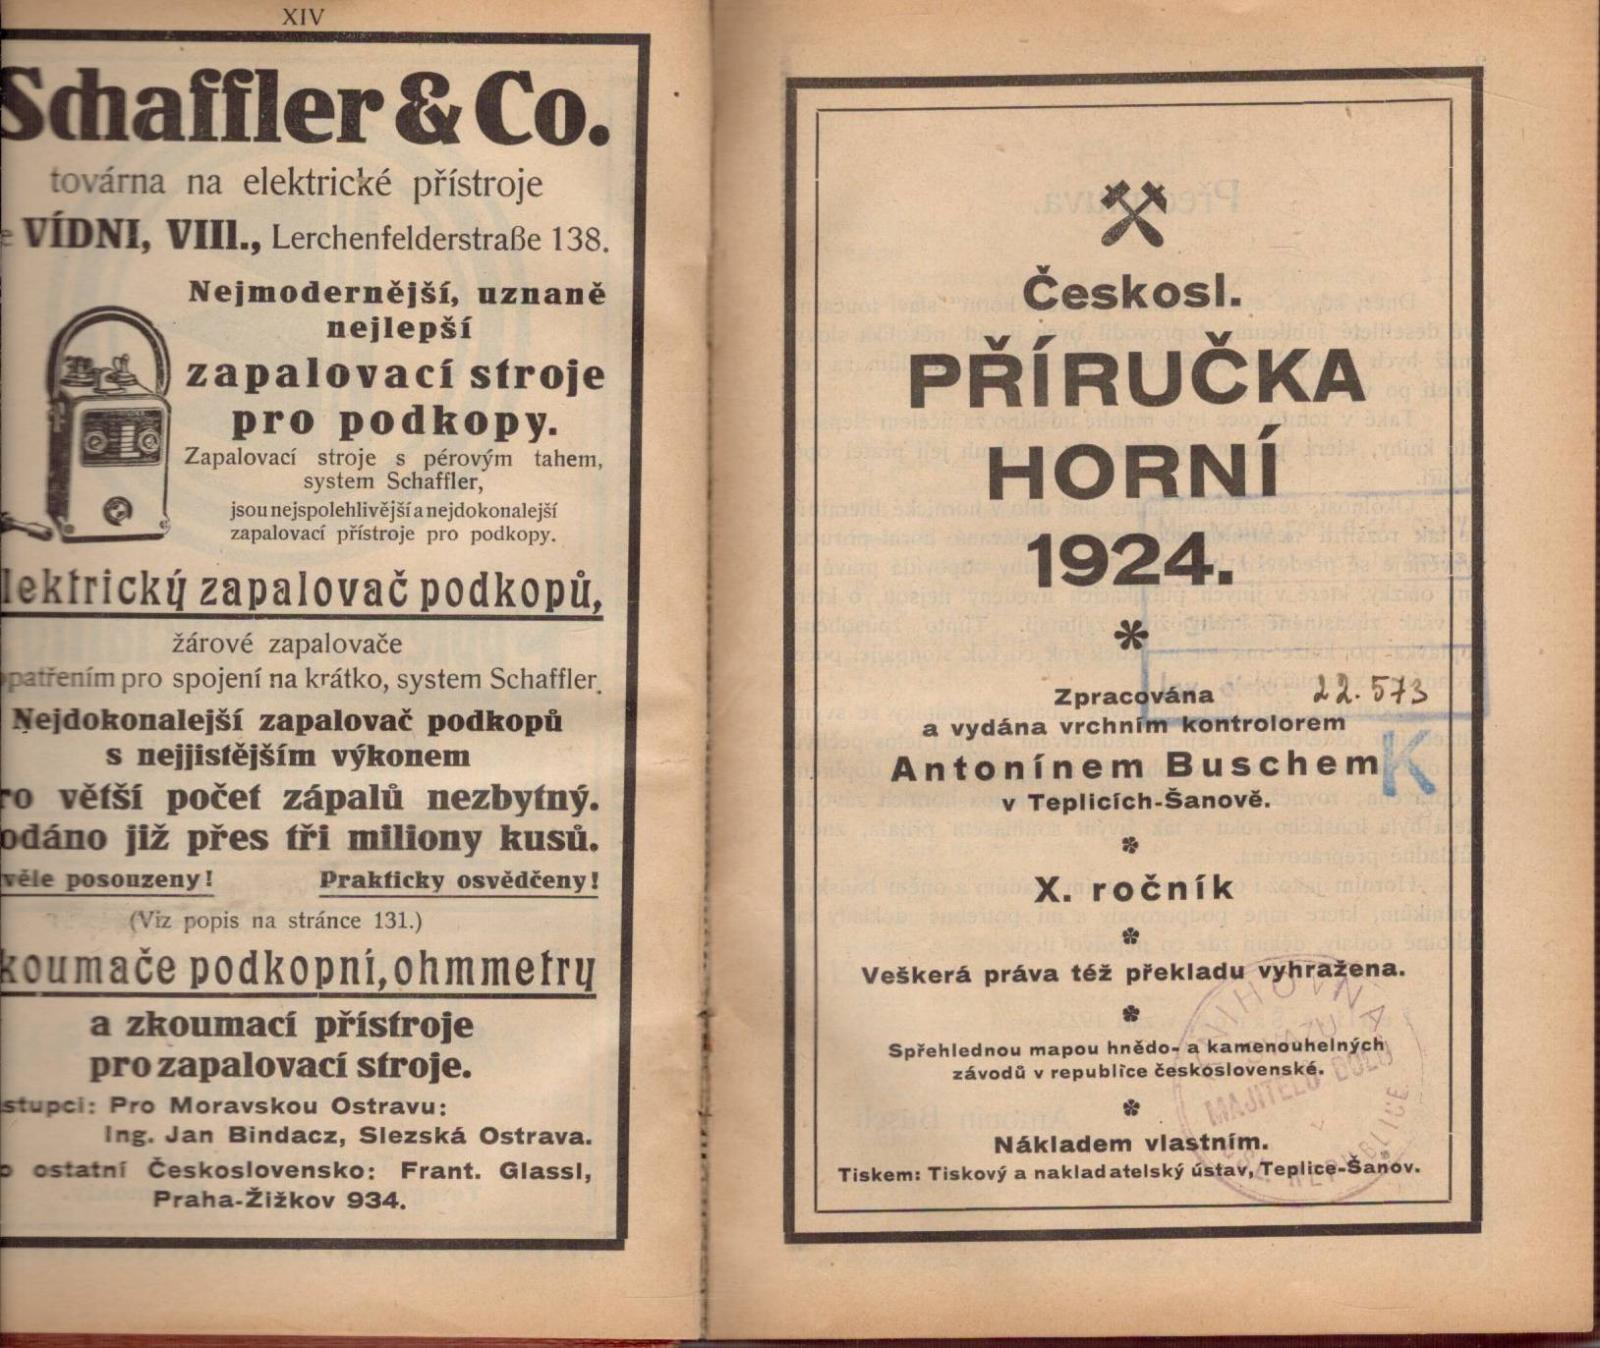 XIV
Schaffler & Co.
továrna na elektrické přístroje
VÍDNI, VIII., Lerchenfelderstraße 138.
Nejmodernější, uznaně
nejlepší
zapalovací stroje
pro podkopy.
Zapalovací stroje s pérovým tahem,
system Schaffler,
jsou nejspolehlivější a nejdokonalejší
zapalovací přístroje pro podkopy.
lektrický zapalovač podkopů,
žárové zapalovače
patřením pro spojení na krátko, system Schaffler.
Nejdokonalejší zapalovač podkopů
s nejjistějším výkonem
ro větší počet zápalů nezbytný.
odáno již přes tři miliony kusů.
věle posouzeny! Prakticky osvědčeny!
(Viz popis na stránce 131.)
koumače podkopní, ohmmetry
a zkoumací přístroje
pro zapalovací stroje.
stupci: Pro Moravskou Ostravu:
Ing. Jan Bindacz, Slezská Ostrava.
o ostatní Československo: Frant. Glassl,
Praha-Žižkov 934.
Českosl.
PŘÍRUČKA
HORNÍ
1924.
Zpracována 22.573
a vydána vrchním kontrolorem
Antonínem Buschem K
v Teplicích-Šanově.
X. ročník
Veškerá práva též překladu vyhražena.
Spřehlednou mapou hnědo- a kamenouhelných
závodů v republice československé.
Nákladem vlastním.
Tiskem: Tiskový a nakladatelský ústav, Teplice-Šanov.
KNIHOVNA
SVAZU
MAJITELŮ DOLŮ
V
REPUBLICE